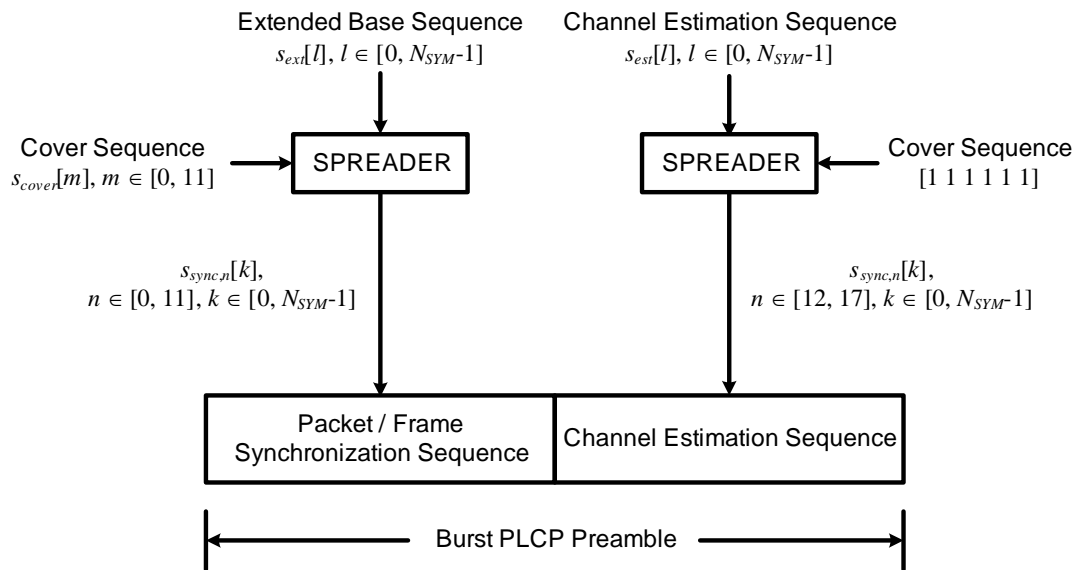 Extended Base Sequence
s_ext[l], l ∈ [0, N_SYM-1]
Channel Estimation Sequence
s_est[l], l ∈ [0, N_SYM-1]
Cover Sequence
s_cover[m], m ∈ [0, 11]
SPREADER
SPREADER
Cover Sequence
[1 1 1 1 1 1]
s_sync,n[k],
n ∈ [0, 11], k ∈ [0, N_SYM-1]
s_sync,n[k],
n ∈ [12, 17], k ∈ [0, N_SYM-1]
Packet / Frame
Synchronization Sequence
Channel Estimation Sequence
Burst PLCP Preamble